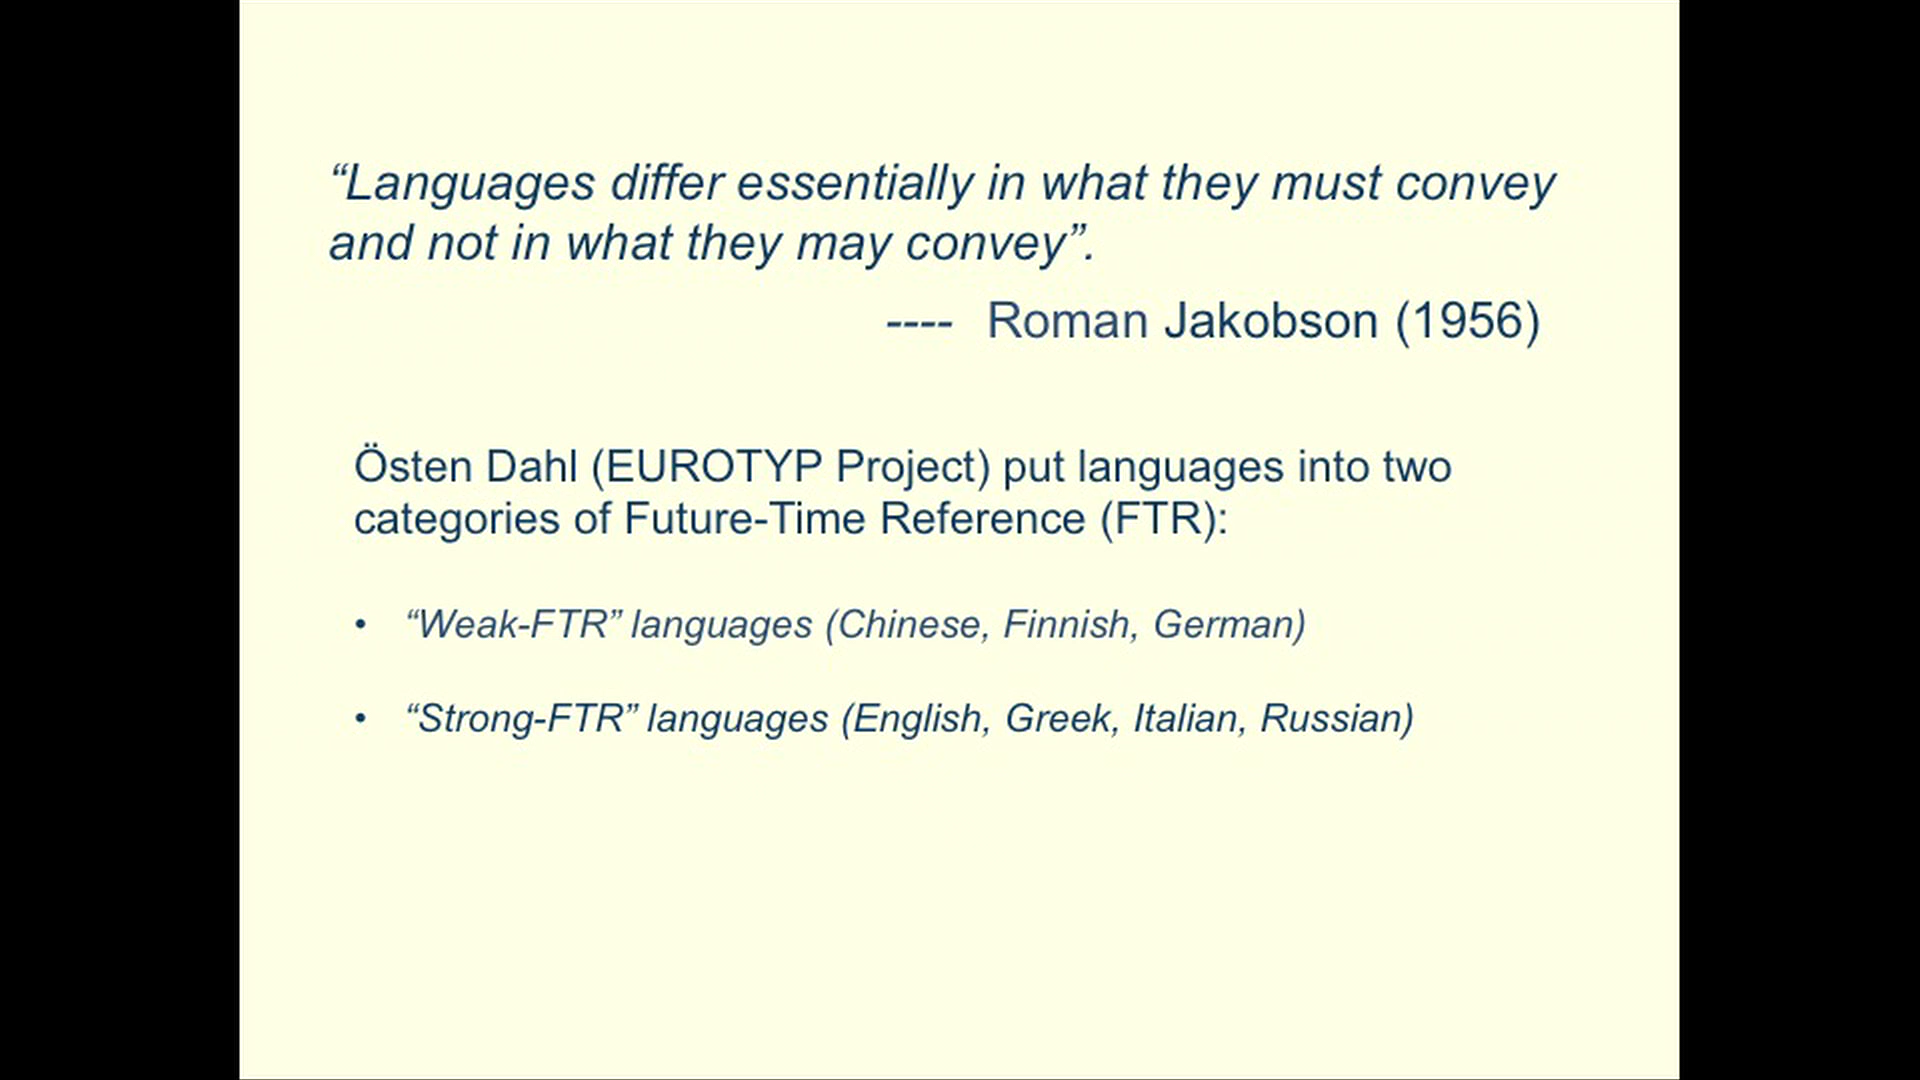 “Languages differ essentially in what they must convey
and not in what they may convey”.
---- Roman Jakobson (1956)
Östen Dahl (EUROTYP Project) put languages into two
categories of Future-Time Reference (FTR):
• “Weak-FTR” languages (Chinese, Finnish, German)
• “Strong-FTR” languages (English, Greek, Italian, Russian)